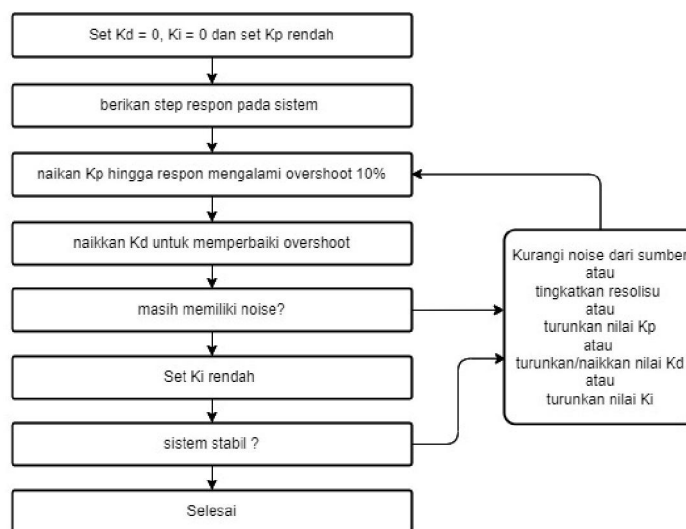 Set Kd = 0, Ki = 0 dan set Kp rendah
berikan step respon pada sistem
naikan Kp hingga respon mengalami overshoot 10%
naikkan Kd untuk memperbaiki overshoot
masih memiliki noise?
Set Ki rendah
sistem stabil ?
Selesai
Kurangi noise dari sumber
atau
tingkatkan resolisu
atau
turunkan nilai Kp
atau
turunkan/naikkan nilai Kd
atau
turunkan nilai Ki